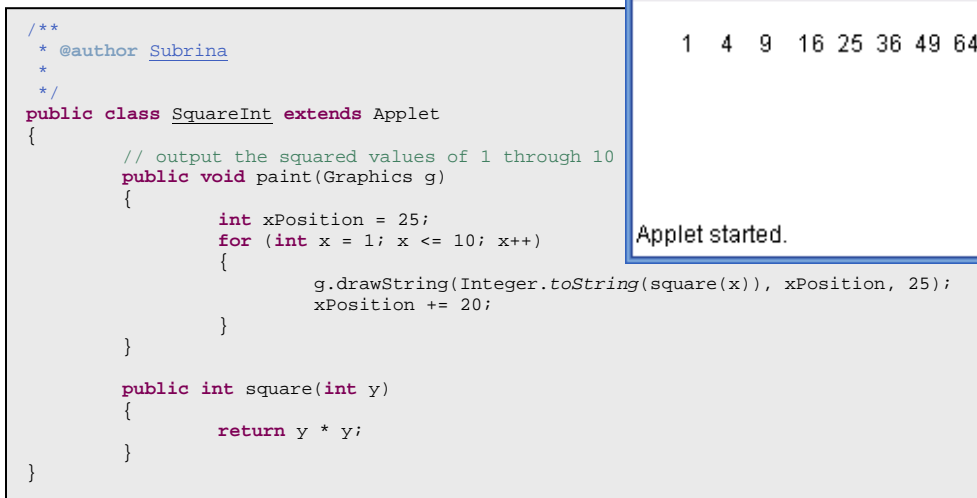 /**
 * @author Subrina
 *
 */
public class SquareInt extends Applet
{
        // output the squared values of 1 through 10
        public void paint(Graphics g)
        {
                int xPosition = 25;
                for (int x = 1; x <= 10; x++)
                {
                        g.drawString(Integer.toString(square(x)), xPosition, 25);
                        xPosition += 20;
                }
        }

        public int square(int y)
        {
                return y * y;
        }
}
1 4 9 16 25 36 49 64
Applet started.